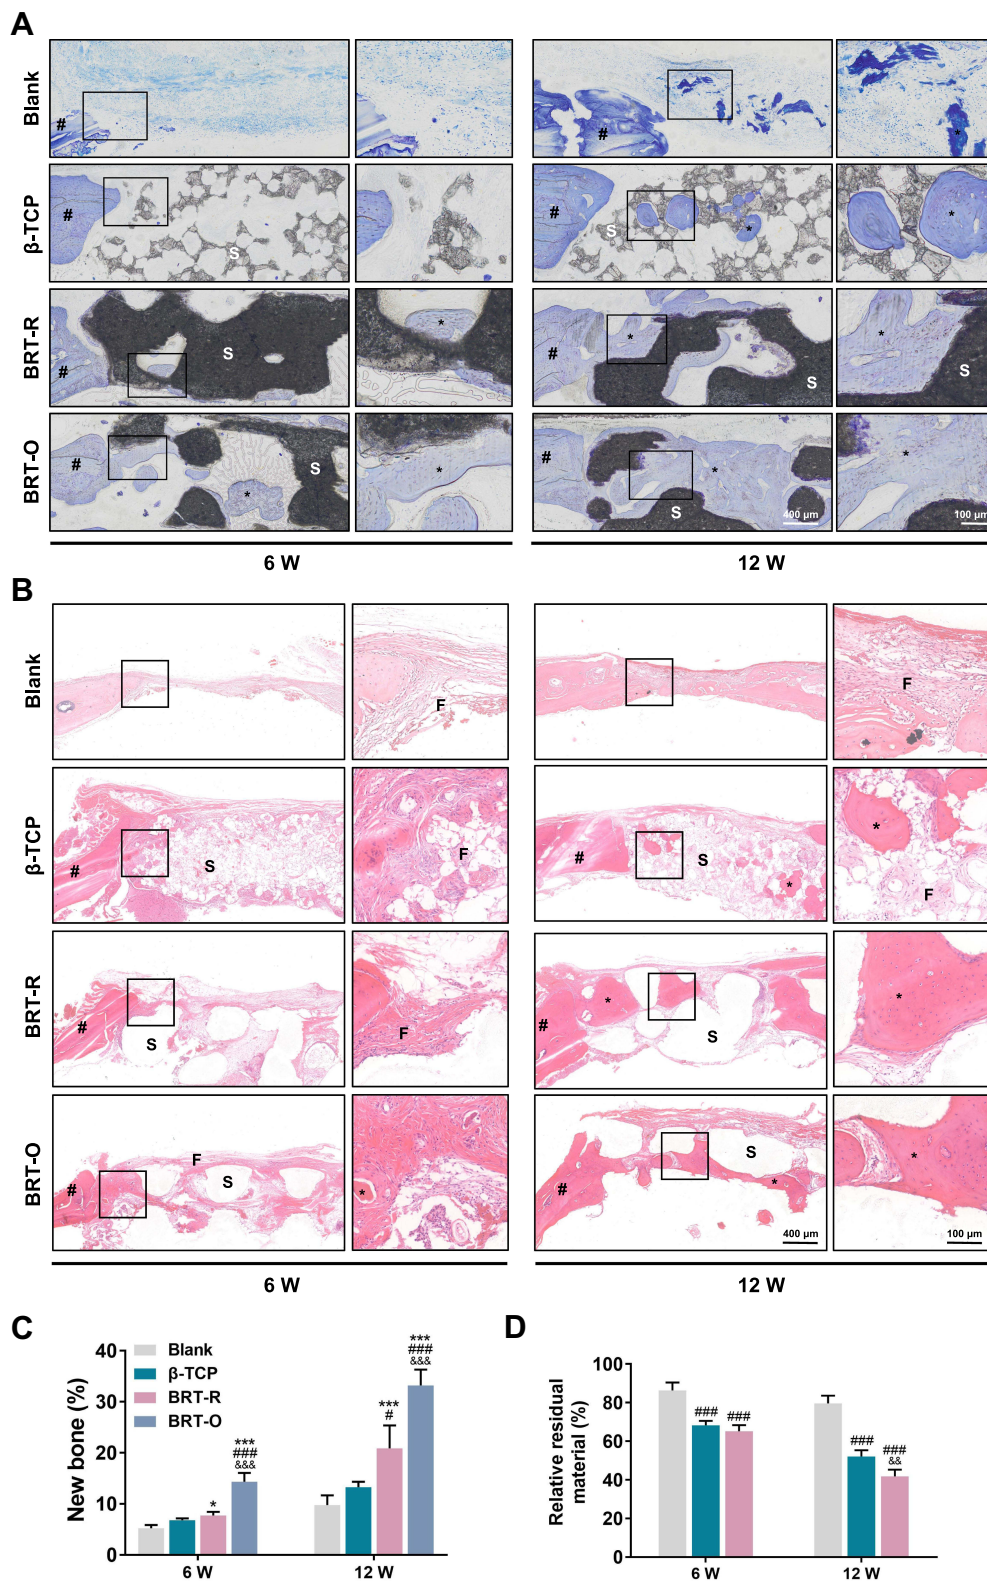 A
Blank
#
#
*
β-TCP
#
S
S
#
*
*
BRT-R
#
S
*
#
*
S
*
S
BRT-O
#
*
S
*
#
*
S
400 μm
*
100 μm
6 W
12 W
B
Blank
F
F
β-TCP
#
S
F
#
S
*
*
F
BRT-R
#
S
F
#
*
S
*
BRT-O
#
F
S
*
#
S
*
400 μm
*
100 μm
6 W
12 W
C
New bone (%)
40
30
20
10
0
Blank
β-TCP
BRT-R
BRT-O
*
***
###
&&&
***
#
***
###
&&&
6 W
12 W
D
Relative residual
material (%)
100
80
60
40
20
0
###
###
###
###
&&
6 W
12 W